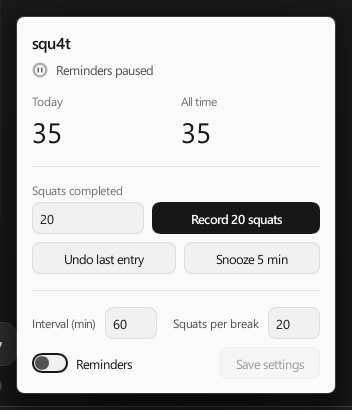 squ4t
Reminders paused
Today All time
35 35
Squats completed
20 Record 20 squats
Undo last entry Snooze 5 min
Interval (min) 60 Squats per break 20
Reminders Save settings